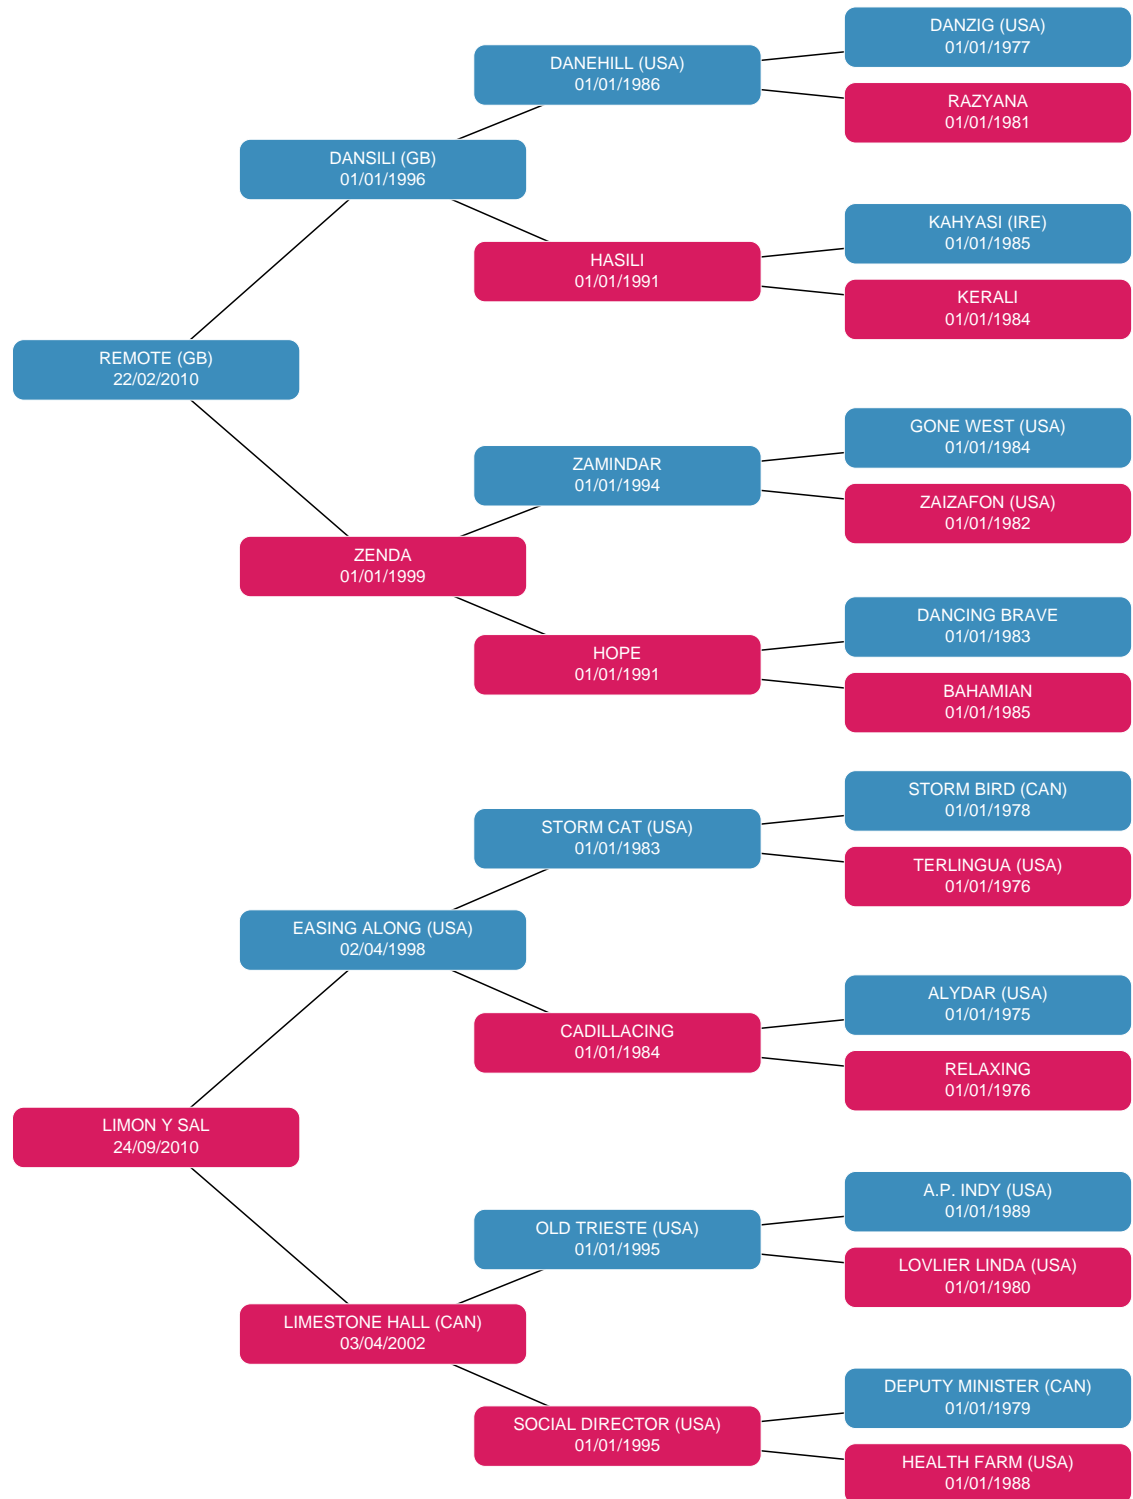 DANZIG (USA)
01/01/1977
DANEHILL (USA)
01/01/1986
RAZYANA
01/01/1981
DANSILI (GB)
01/01/1996
KAHYASI (IRE)
01/01/1985
HASILI
01/01/1991
KERALI
01/01/1984
REMOTE (GB)
22/02/2010
GONE WEST (USA)
01/01/1984
ZAMINDAR
01/01/1994
ZAIZAFON (USA)
01/01/1982
ZENDA
01/01/1999
DANCING BRAVE
01/01/1983
HOPE
01/01/1991
BAHAMIAN
01/01/1985
STORM BIRD (CAN)
01/01/1978
STORM CAT (USA)
01/01/1983
TERLINGUA (USA)
01/01/1976
EASING ALONG (USA)
02/04/1998
ALYDAR (USA)
01/01/1975
CADILLACING
01/01/1984
RELAXING
01/01/1976
LIMON Y SAL
24/09/2010
A.P. INDY (USA)
01/01/1989
OLD TRIESTE (USA)
01/01/1995
LOVLIER LINDA (USA)
01/01/1980
LIMESTONE HALL (CAN)
03/04/2002
DEPUTY MINISTER (CAN)
01/01/1979
SOCIAL DIRECTOR (USA)
01/01/1995
HEALTH FARM (USA)
01/01/1988